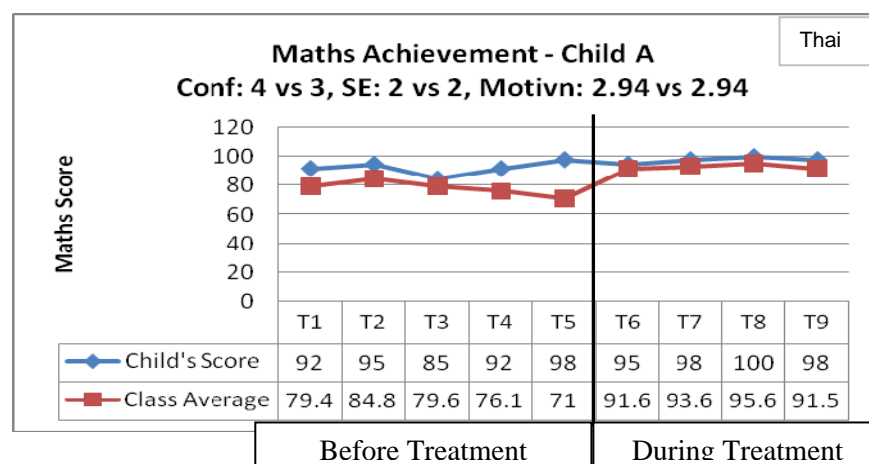 Thai
Maths Achievement - Child A
Conf: 4 vs 3, SE: 2 vs 2, Motivn: 2.94 vs 2.94
Maths Score
120
100
80
60
40
20
0
T1 T2 T3 T4 T5 T6 T7 T8 T9
Child's Score 92 95 85 92 98 95 98 100 98
Class Average 79.4 84.8 79.6 76.1 71 91.6 93.6 95.6 91.5
Before Treatment During Treatment